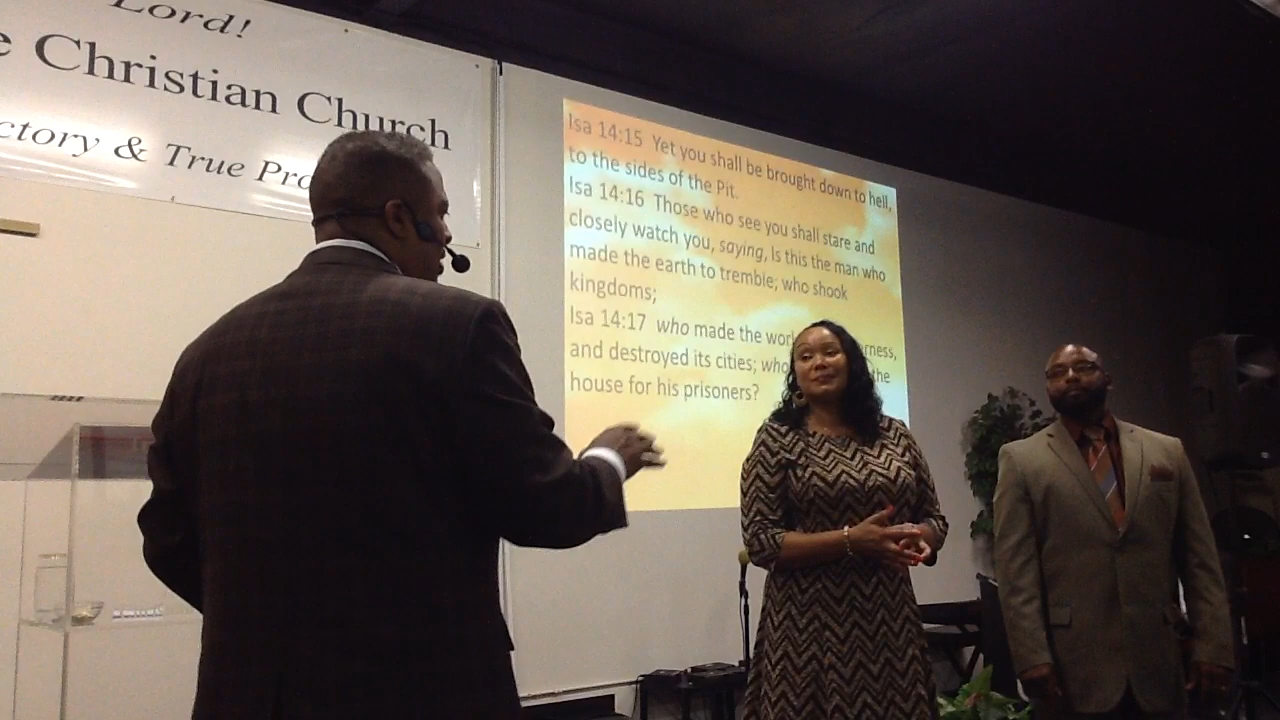 Lord!
Christian Church
& True
Isa 14:15 Yet you shall be brought down to hell,
to the sides of the Pit.
Isa 14:16 Those who see you shall stare and
closely watch you, saying, Is this the man who
made the earth to tremble; who shook
kingdoms;
Isa 14:17 who made the
and destroyed its cities; who the
house for his prisoners?